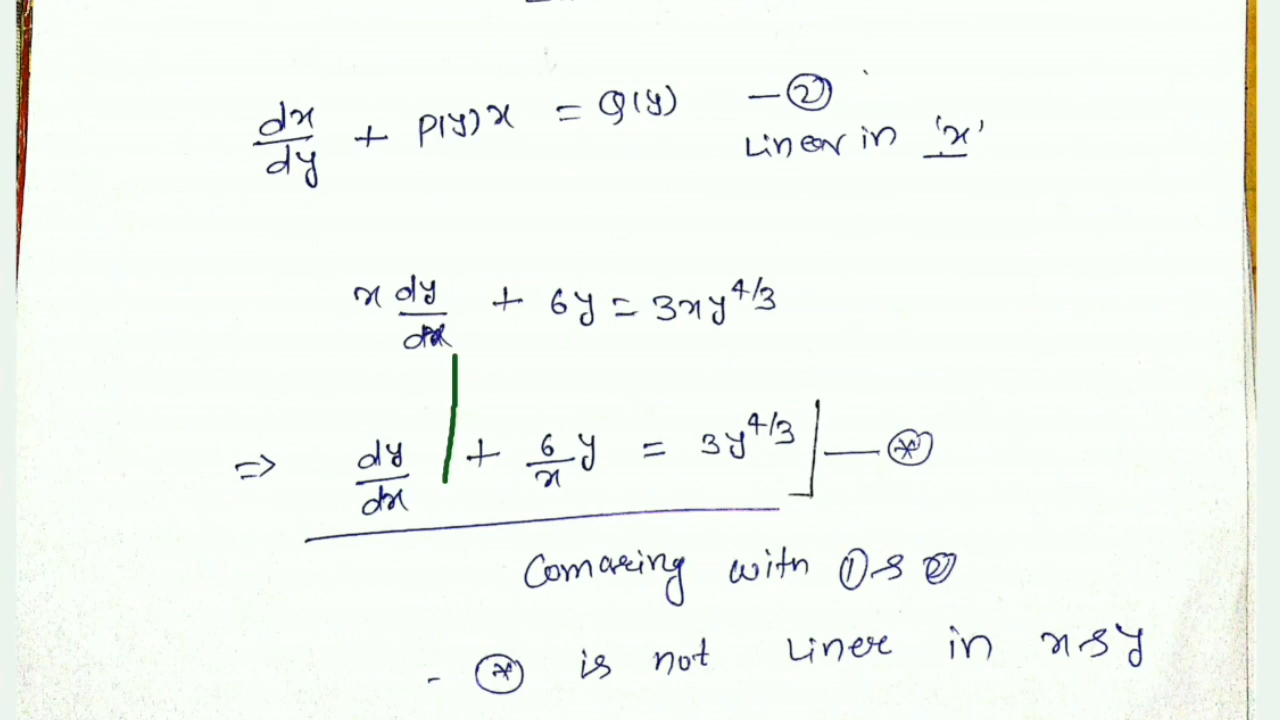 dx/dy + P(y)x = Q(y) — ②
Linear in 'x'
x dy/dx + 6y = 3xy^4/3
=> dy/dx + 6/x y = 3y^4/3 ] — ⊛
Comaring with ① & ②
- ⊛ is not Liner in x & y